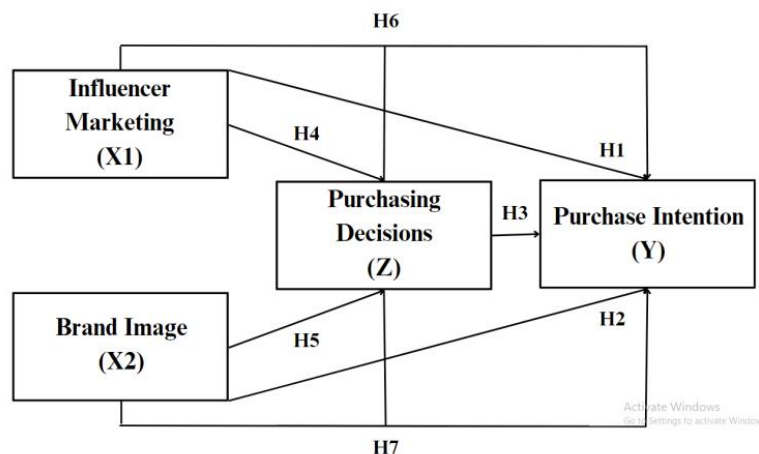 H6
Influencer
Marketing
(X1)
H4
H1
Purchasing
Decisions
(Z)
H3
Purchase Intention
(Y)
Brand Image
(X2)
H5
H2
Activate Windows
Go to Settings to activate Window
H7